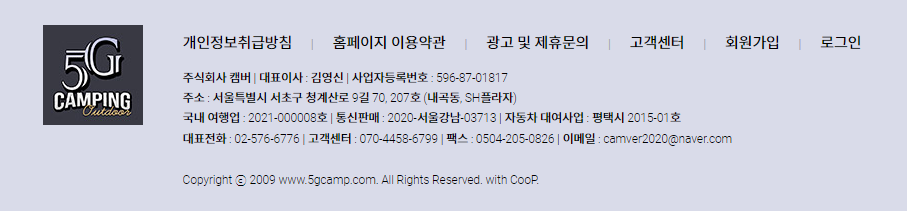 5G
CAMPING
Outdoor
개인정보취급방침 | 홈페이지 이용약관 | 광고 및 제휴문의 | 고객센터 | 회원가입 | 로그인
주식회사 캠버 | 대표이사 : 김영신 | 사업자등록번호 : 596-87-01817
주소 : 서울특별시 서초구 청계산로 9길 70, 207호 (내곡동, SH플라자)
국내 여행업 : 2021-000008호 | 통신판매 : 2020-서울강남-03713 | 자동차 대여사업 : 평택시 2015-01호
대표전화 : 02-576-6776 | 고객센터 : 070-4458-6799 | 팩스 : 0504-205-0826 | 이메일 : camver2020@naver.com
Copyright ⓒ 2009 www.5gcamp.com. All Rights Reserved. with CooP.